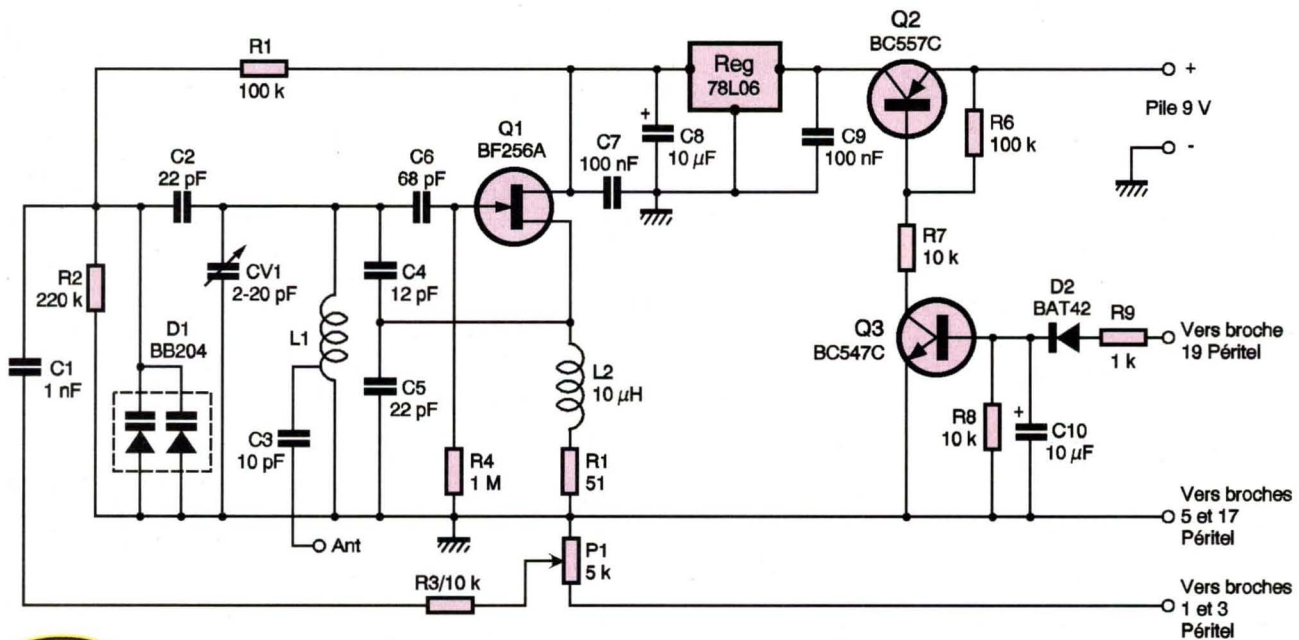 R1
100 k
Reg
78L06
Q2
BC557C
+
Pile 9 V
-
R6
100 k
C2
22 pF
C6
68 pF
Q1
BF256A
C7
100 nF
+
C8
10 µF
C9
100 nF
R2
220 k
CV1
2-20 pF
C4
12 pF
R7
10 k
D1
BB204
L1
Q3
BC547C
D2
BAT42
R9
1 k
Vers broche
19 Péritel
C1
1 nF
C5
22 pF
L2
10 µH
C3
10 pF
R4
1 M
R1
51
R8
10 k
+
C10
10 µF
Vers broches
5 et 17
Péritel
Ant
P1
5 k
R3/10 k
Vers broches
1 et 3
Péritel